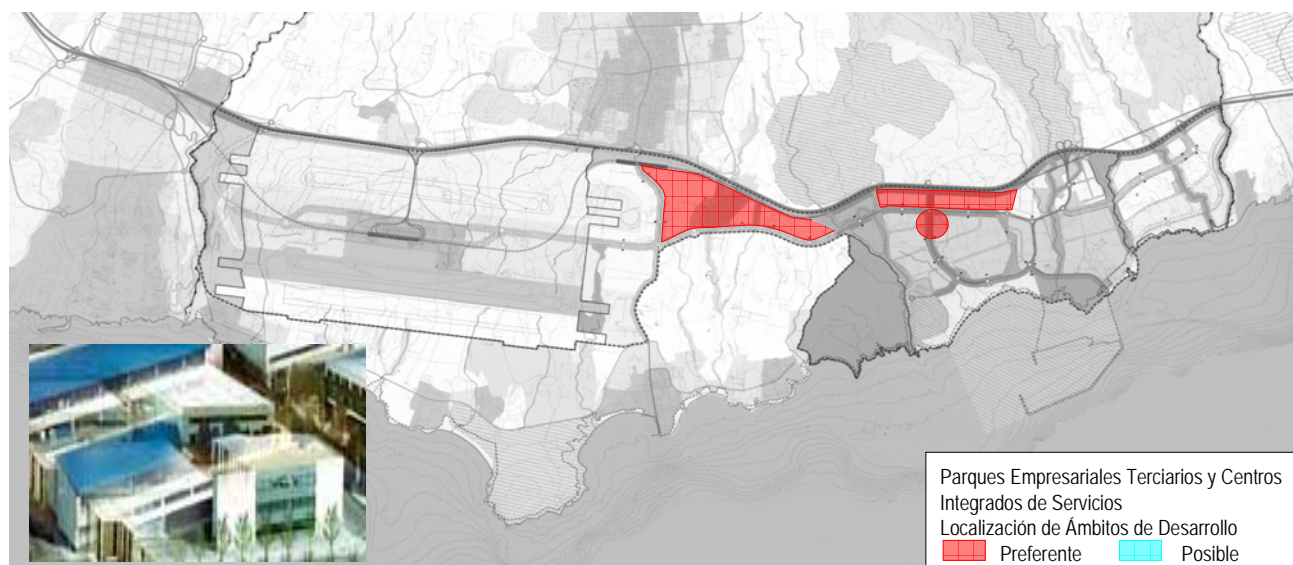 Parques Empresariales Terciarios y Centros
Integrados de Servicios
Localización de Ámbitos de Desarrollo
Preferente Posible